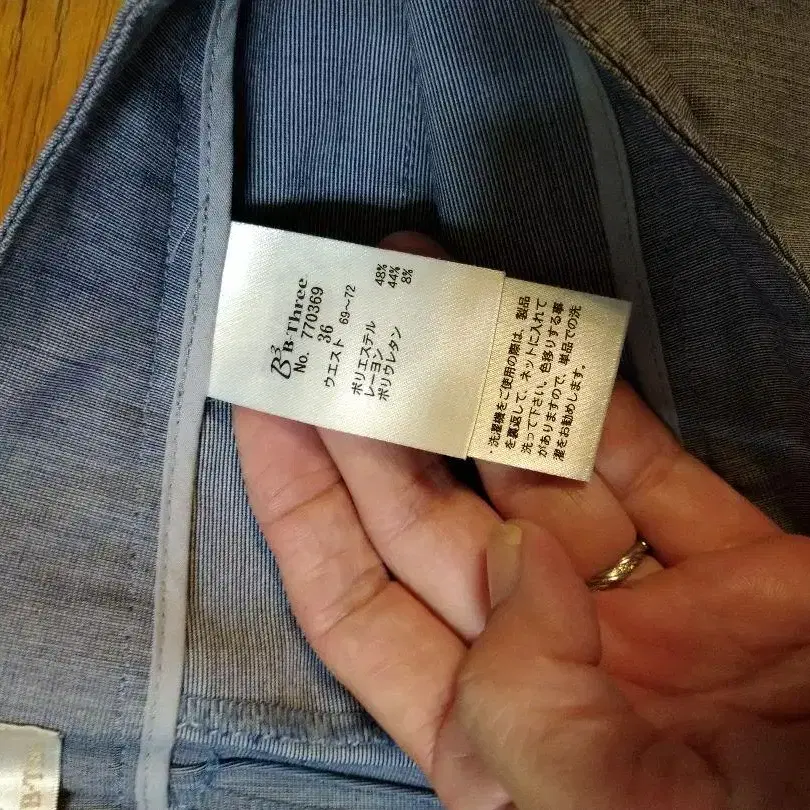 B3 B-Three
No. 770369
36
ウエスト 69～72
ポリエステル 48%
レーヨン 44%
ポリウレタン 8%
・洗濯機をご使用の際は、製品
を裏返して、ネットに入れて
洗って下さい。色移りする事
がありますので、単品での洗
濯をお勧めします。